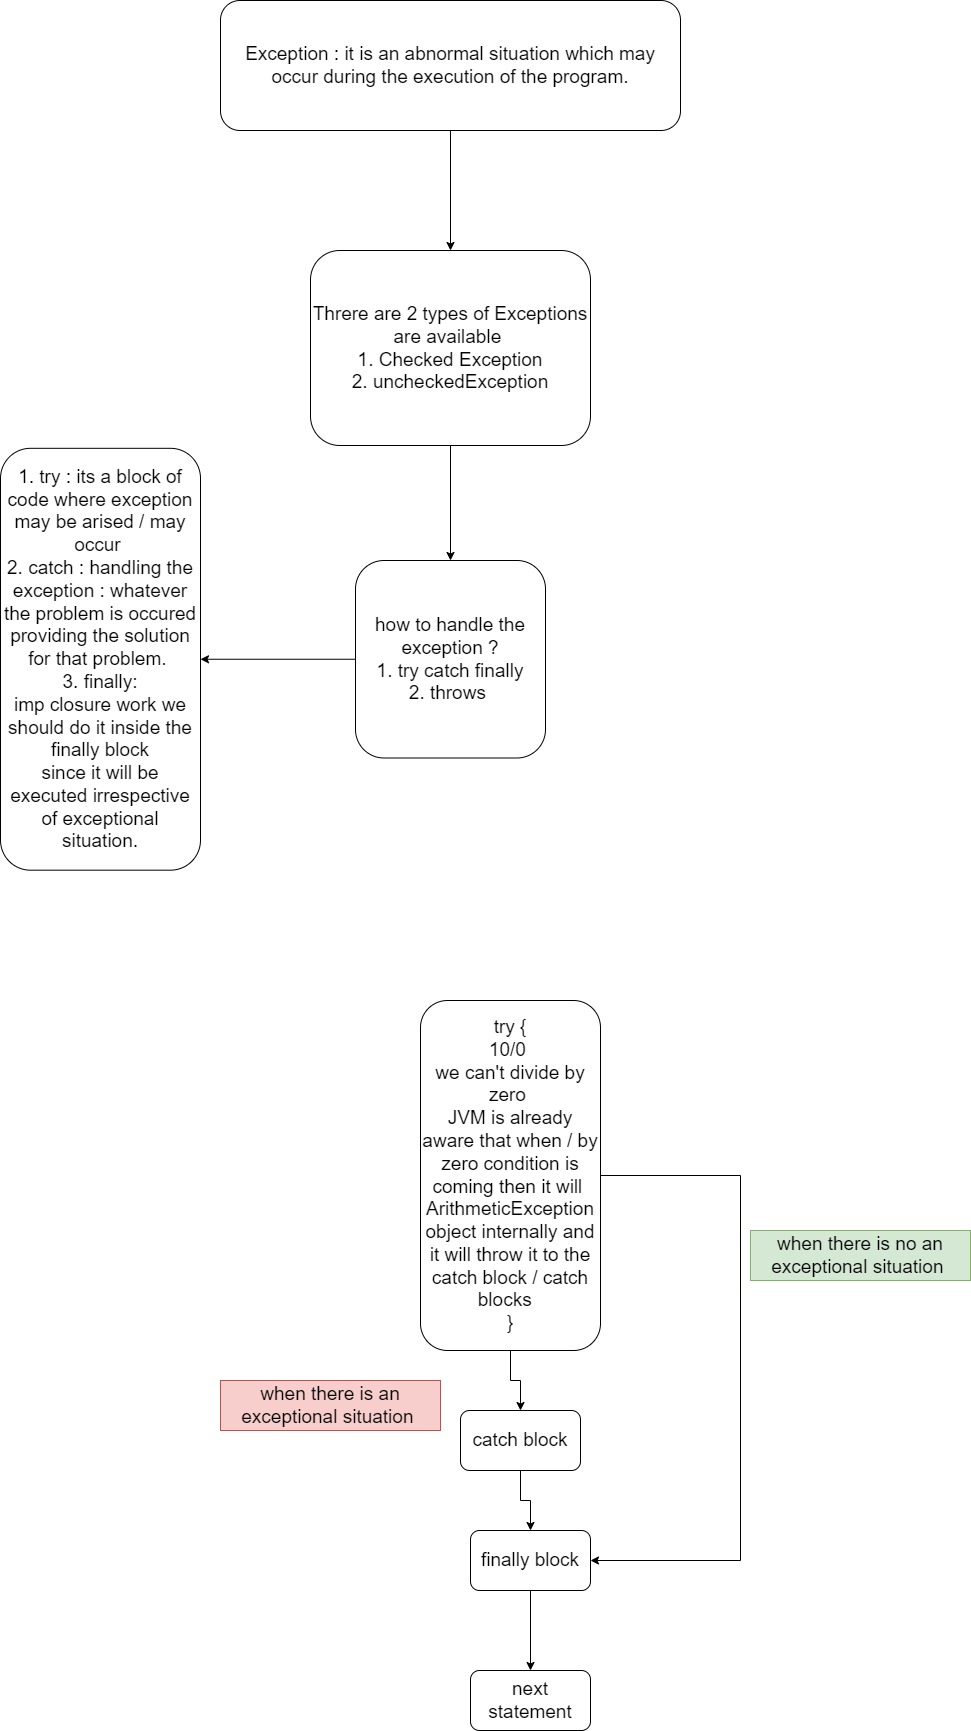 Exception : it is an abnormal situation which may
occur during the execution of the program.
Threre are 2 types of Exceptions
are available
1. Checked Exception
2. uncheckedException
how to handle the
exception ?
1. try catch finally
2. throws
1. try : its a block of
code where exception
may be arised / may
occur
2. catch : handling the
exception : whatever
the problem is occured
providing the solution
for that problem.
3. finally:
imp closure work we
should do it inside the
finally block
since it will be
executed irrespective
of exceptional
situation.
try {
10/0
we can't divide by
zero
JVM is already
aware that when / by
zero condition is
coming then it will
ArithmeticException
object internally and
it will throw it to the
catch block / catch
blocks
}
when there is no an
exceptional situation
when there is an
exceptional situation
catch block
finally block
next
statement